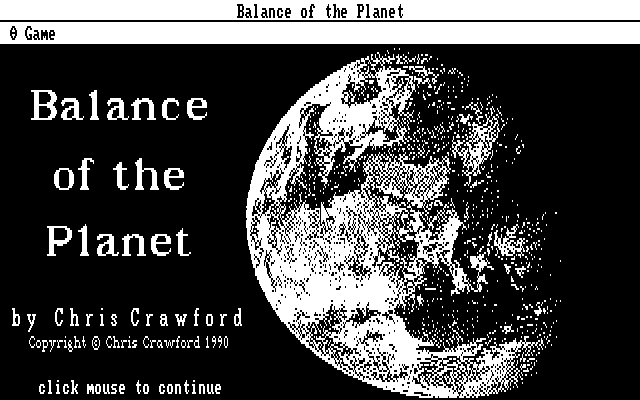 Balance of the Planet
θ Game
Balance
of the
Planet
by Chris Crawford
Copyright © Chris Crawford 1990
click mouse to continue